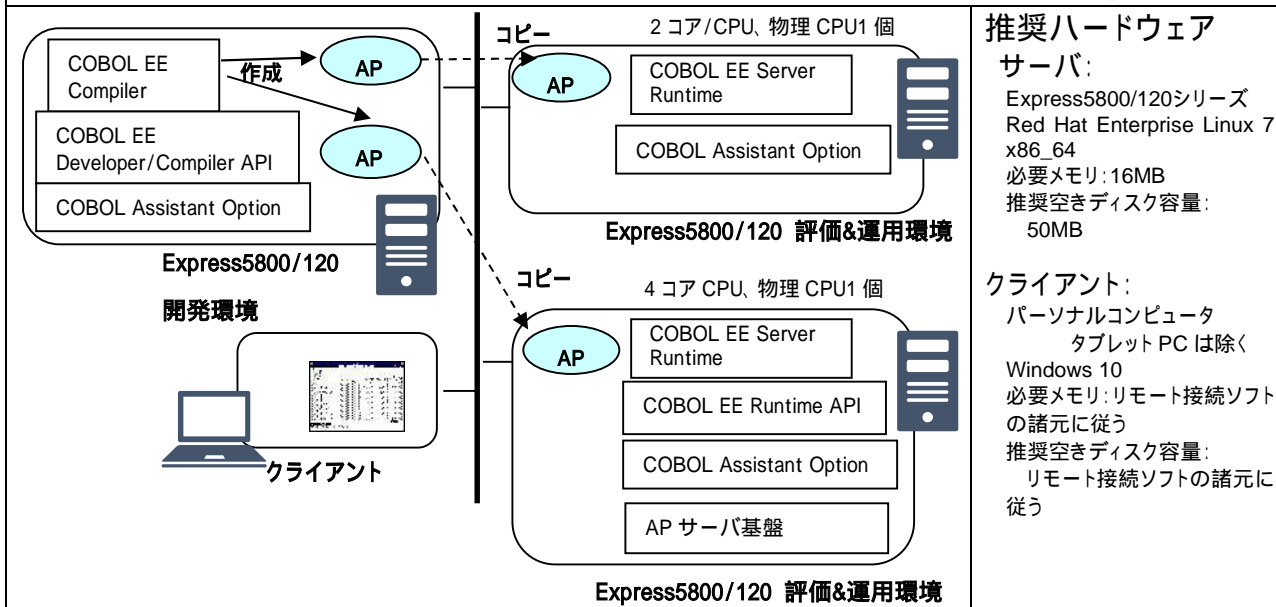 COBOL EE
Compiler
作成
AP
AP
COBOL EE
Developer/Compiler API
COBOL Assistant Option
Express5800/120
開発環境
クライアント
コピー
2 コア/CPU、物理 CPU1 個
AP
COBOL EE Server
Runtime
COBOL Assistant Option
Express5800/120 評価&運用環境
コピー
4 コア CPU、物理 CPU1 個
AP
COBOL EE Server
Runtime
COBOL EE Runtime API
COBOL Assistant Option
AP サーバ基盤
Express5800/120 評価&運用環境
推奨ハードウェア
サーバ:
Express5800/120シリーズ
Red Hat Enterprise Linux 7
x86_64
必要メモリ:16MB
推奨空きディスク容量:
50MB
クライアント:
パーソナルコンピュータ
タブレット PC は除く
Windows 10
必要メモリ:リモート接続ソフト
の諸元に従う
推奨空きディスク容量:
リモート接続ソフトの諸元に
従う